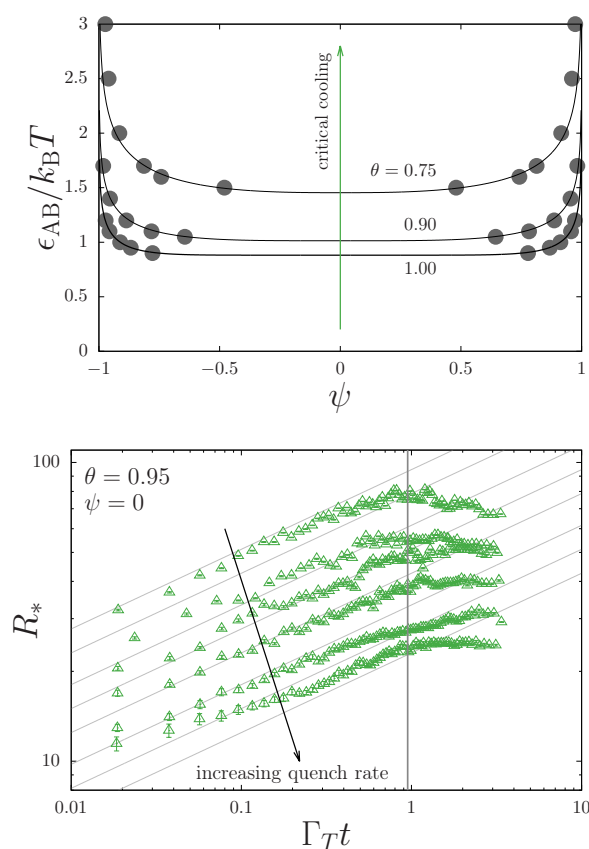 3
2.5
2
1.5
1
0.5
0
ϵ_AB/k_BT
critical cooling
θ = 0.75
0.90
1.00
−1
−0.5
0
0.5
1
ψ
100
10
R_*
θ = 0.95
ψ = 0
increasing quench rate
0.01
0.1
1
10
Γ_T t